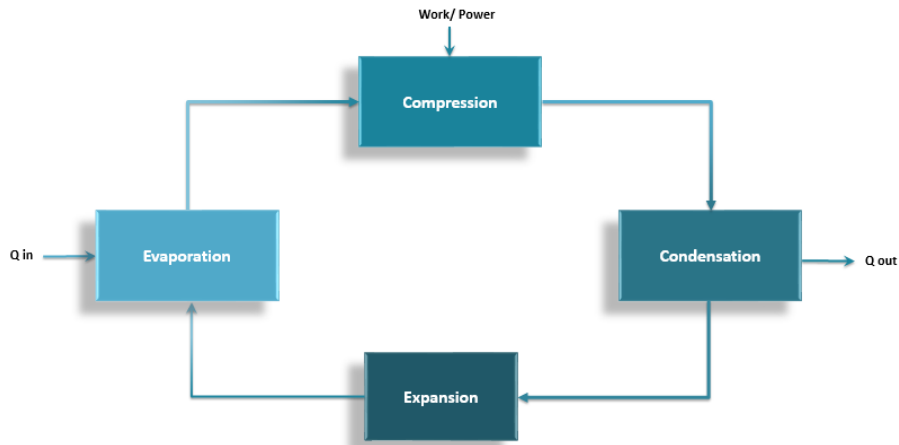 Work/ Power
Compression
Q in
Evaporation
Condensation
Q out
Expansion